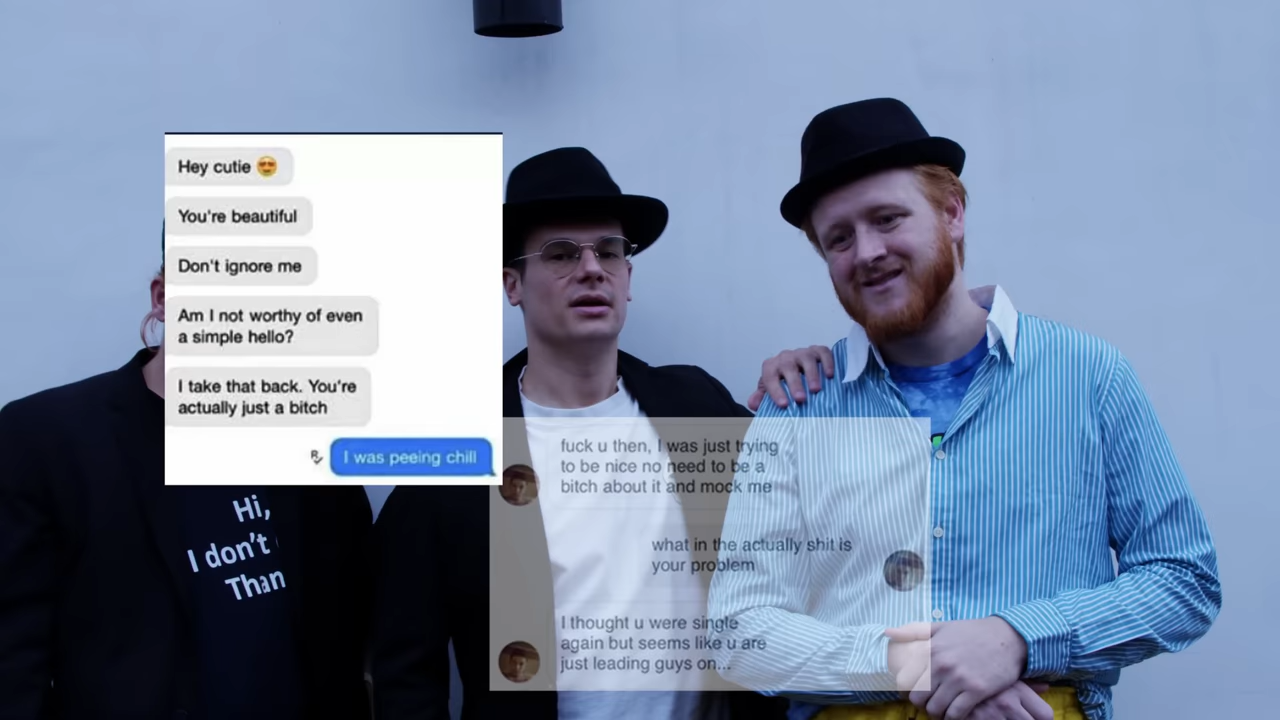 Hey cutie 😍
You're beautiful
Don't ignore me
Am I not worthy of even
a simple hello?
I take that back. You're
actually just a bitch
I was peeing chill
Hi,
I don't
Than
fuck u then, I was just trying
to be nice no need to be a
bitch about it and mock me
what in the actually shit is
your problem
I thought u were single
again but seems like u are
just leading guys on...